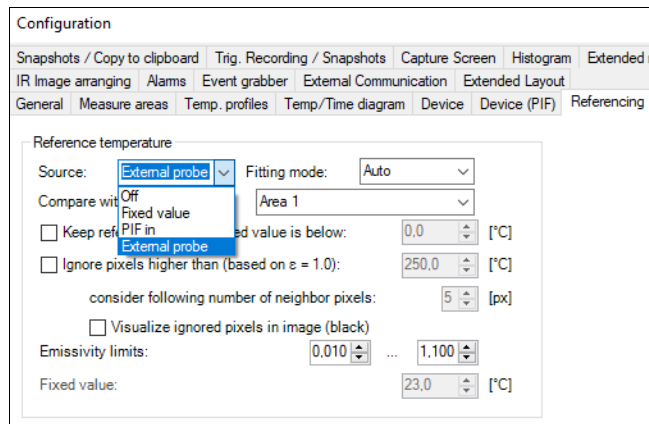 Configuration
Snapshots / Copy to clipboard Trig. Recording / Snapshots Capture Screen Histogram Extended
IR Image arranging Alarms Event grabber External Communication Extended Layout
General Measure areas Temp. profiles Temp/Time diagram Device Device (PIF) Referencing
Reference temperature
Source: External probe Fitting mode: Auto
Compare wit Area 1
Off
Fixed value
PIF in
External probe
Keep refe ed value is below: 0,0 [°C]
Ignore pixels higher than (based on ε = 1.0): 250,0 [°C]
consider following number of neighbor pixels: 5 [px]
Visualize ignored pixels in image (black)
Emissivity limits: 0,010 ... 1,100
Fixed value: 23,0 [°C]